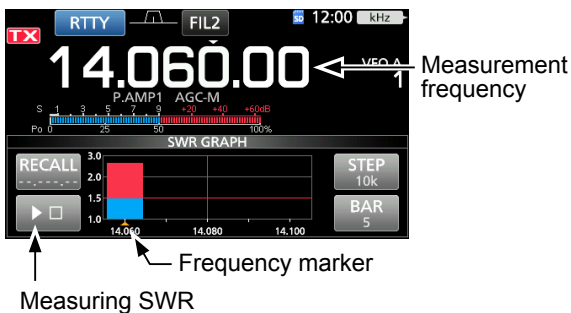 RTTY FIL2 SD 12:00 kHz
TX
14.060.00 VFO A
1
P.AMP1 AGC-M
S 1 3 5 7 9 +20 +40 +60dB
Po 0 25 50 100%
SWR GRAPH
RECALL
--.---.--
3.0
2.0
1.5
1.0
14.060 14.080 14.100
STEP
10k
BAR
5
Measurement
frequency
Frequency marker
Measuring SWR